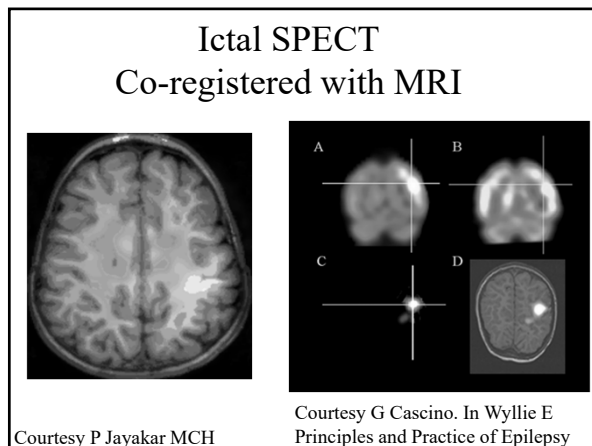 Ictal SPECT
Co-registered with MRI
A
B
C
D
Courtesy P Jayakar MCH
Courtesy G Cascino. In Wyllie E
Principles and Practice of Epilepsy